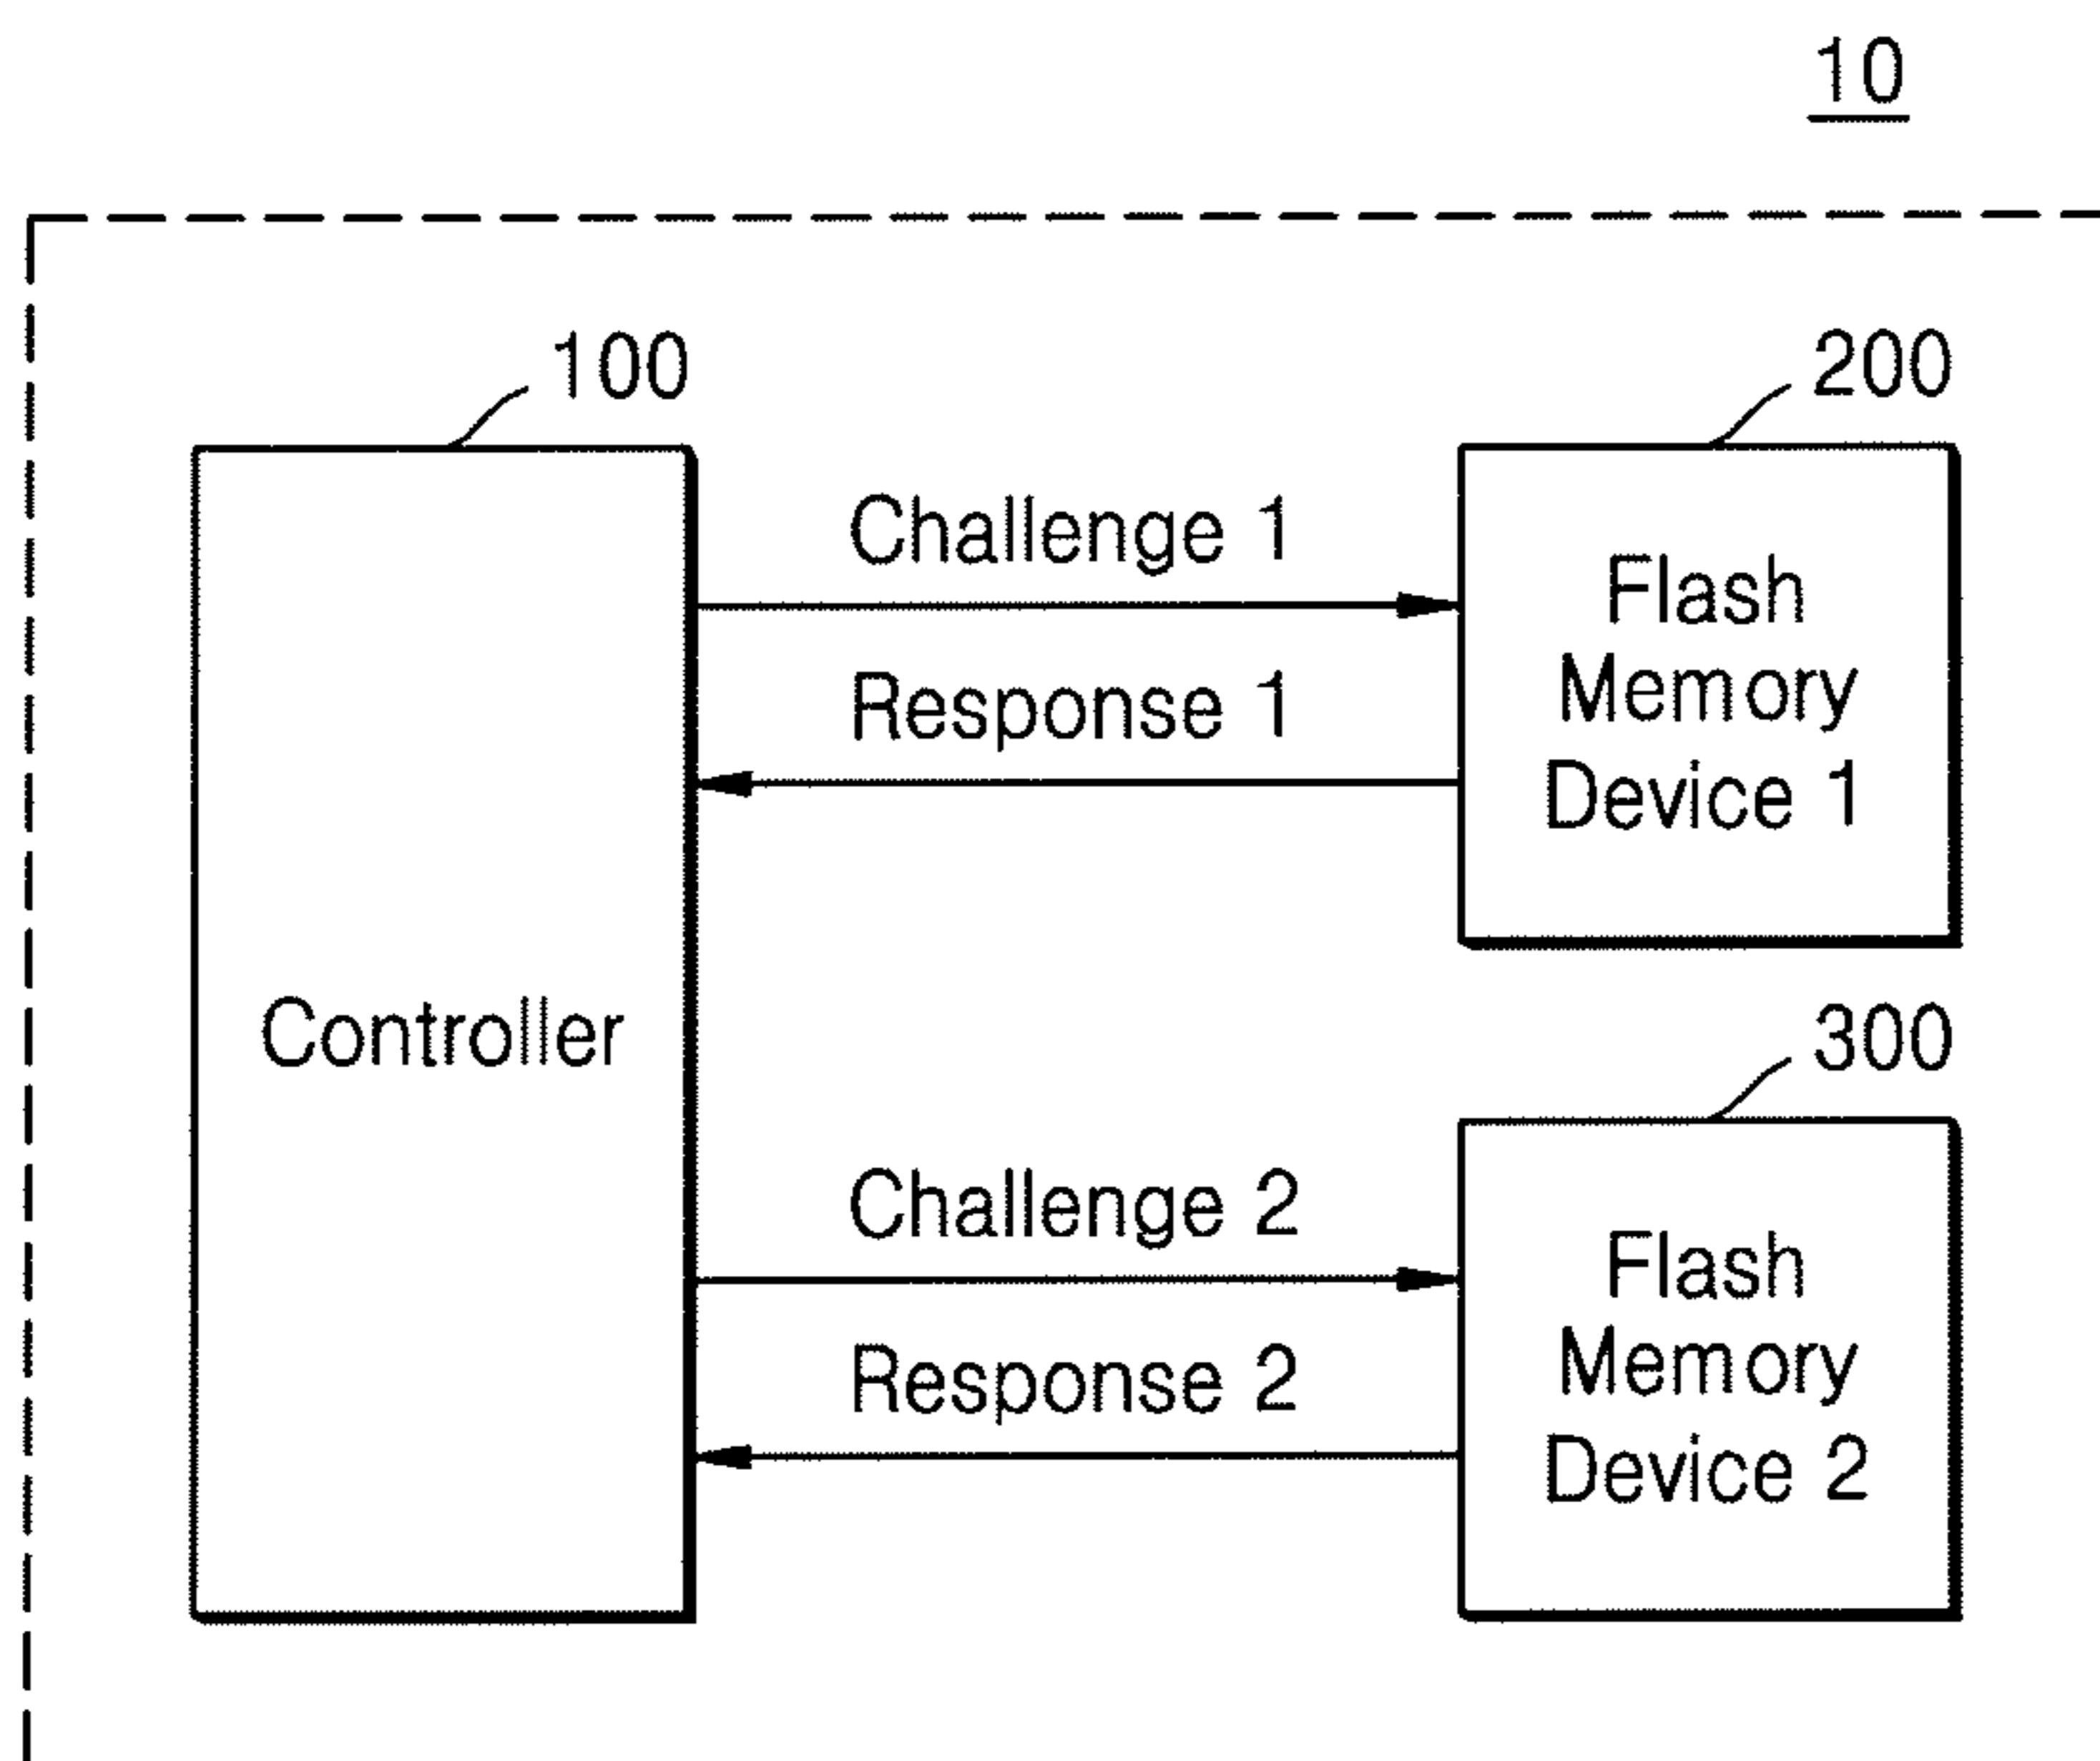 10
100
200
Challenge 1
Response 1
Flash
Memory
Device 1
Controller
300
Challenge 2
Response 2
Flash
Memory
Device 2